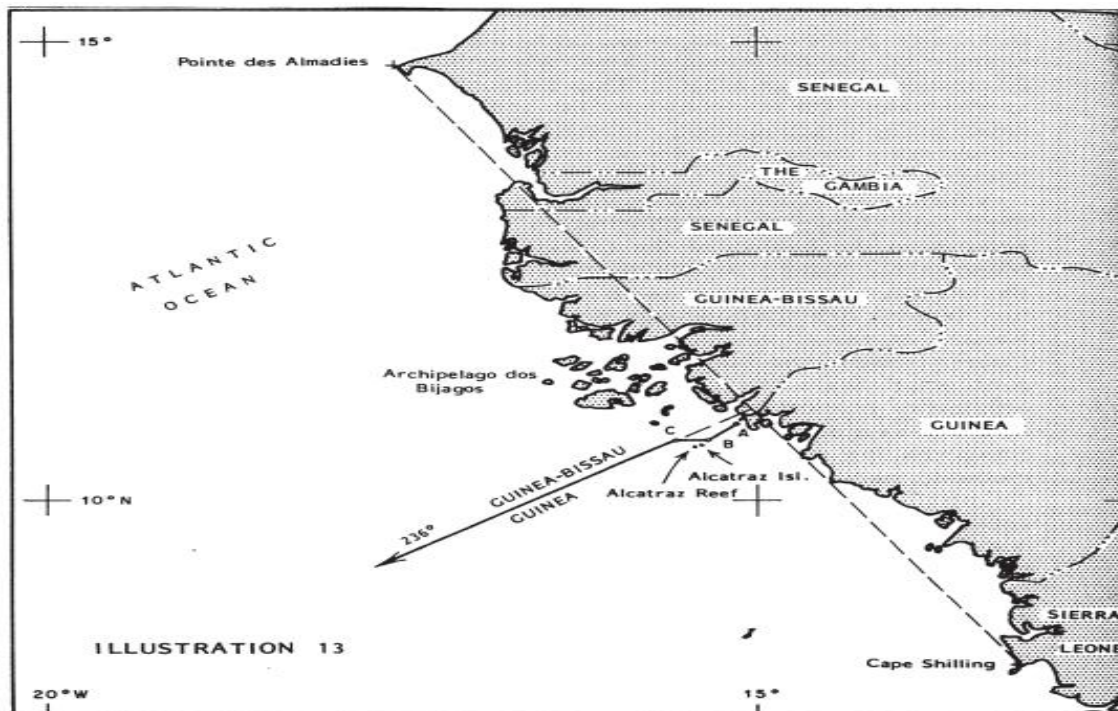 15°
Pointe des Almadies
SENEGAL
THE
GAMBIA
SENEGAL
ATLANTIC
OCEAN
GUINEA-BISSAU
Archipelago dos
Bijagos
GUINEA
C
A
B
GUINEA-BISSAU
GUINEA
236°
Alcatraz Isl.
Alcatraz Reef
10°N
ILLUSTRATION 13
SIERRA
LEONE
Cape Shilling
20°W
15°